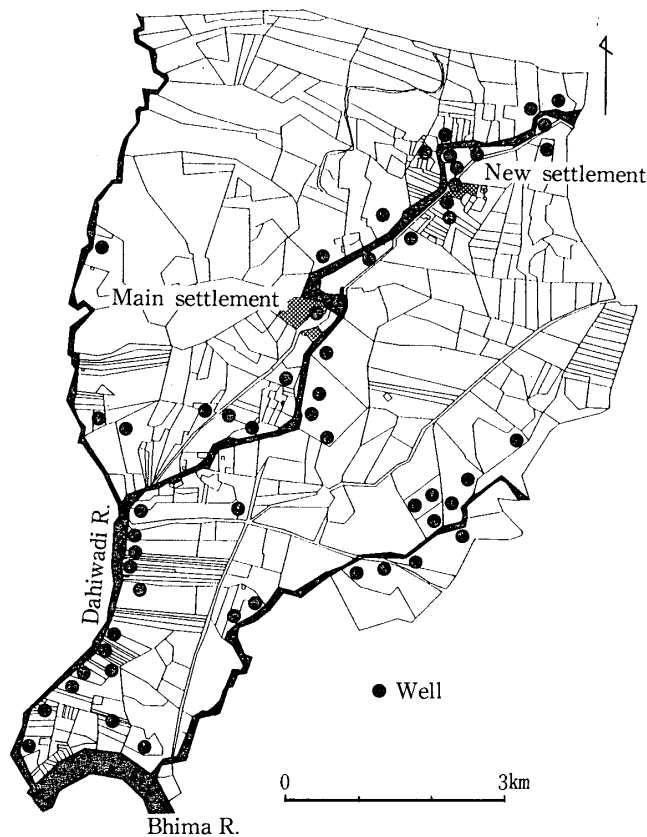 New settlement
Main settlement
Dahiwadi R.
Well
0 3km
Bhima R.